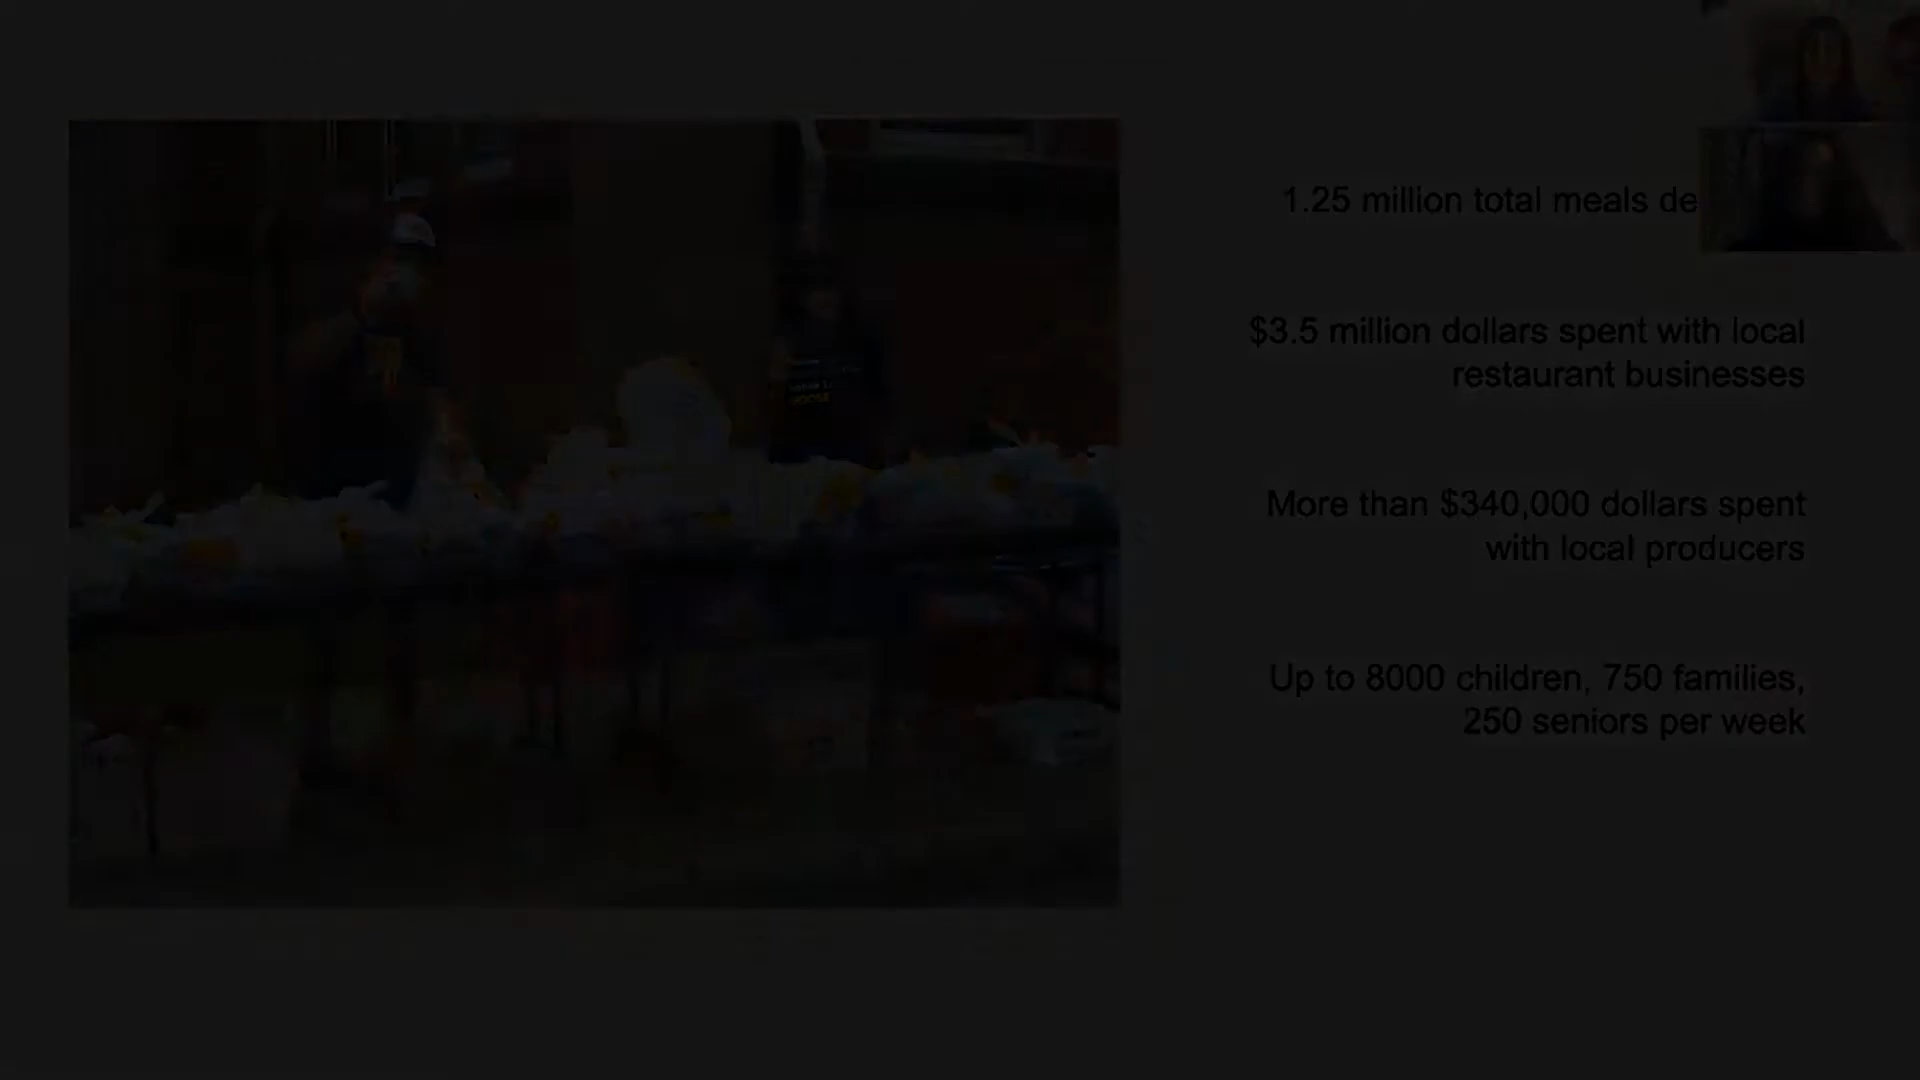 1.25 million total meals de
$3.5 million dollars spent with local
restaurant businesses
More than $340,000 dollars spent
with local producers
Up to 8000 children, 750 families,
250 seniors per week